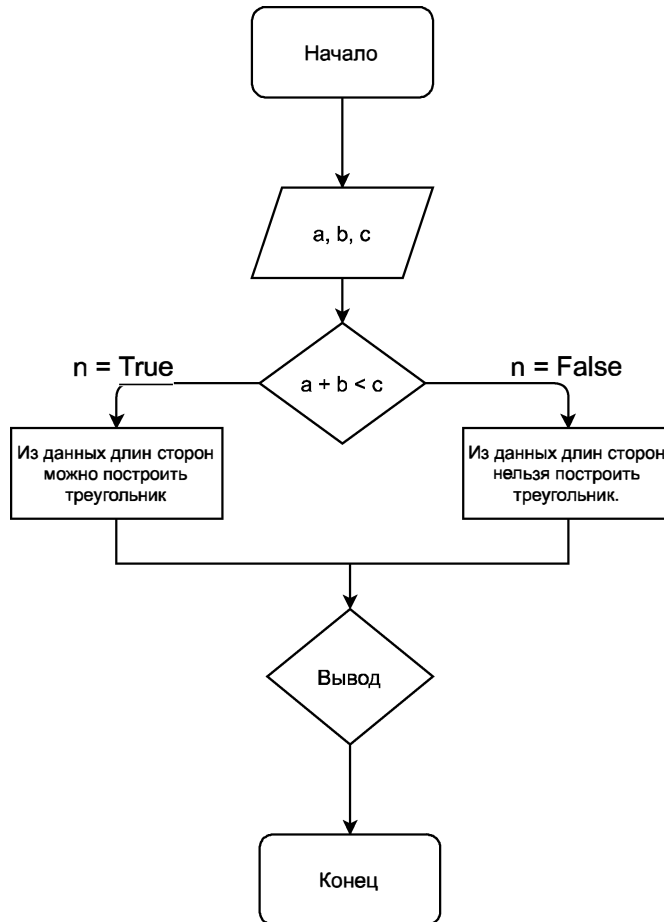 Начало
a, b, c
n = True
n = False
a + b < c
Из данных длин сторон
можно построить
треугольник
Из данных длин сторон
нельзя построить
треугольник.
Вывод
Конец